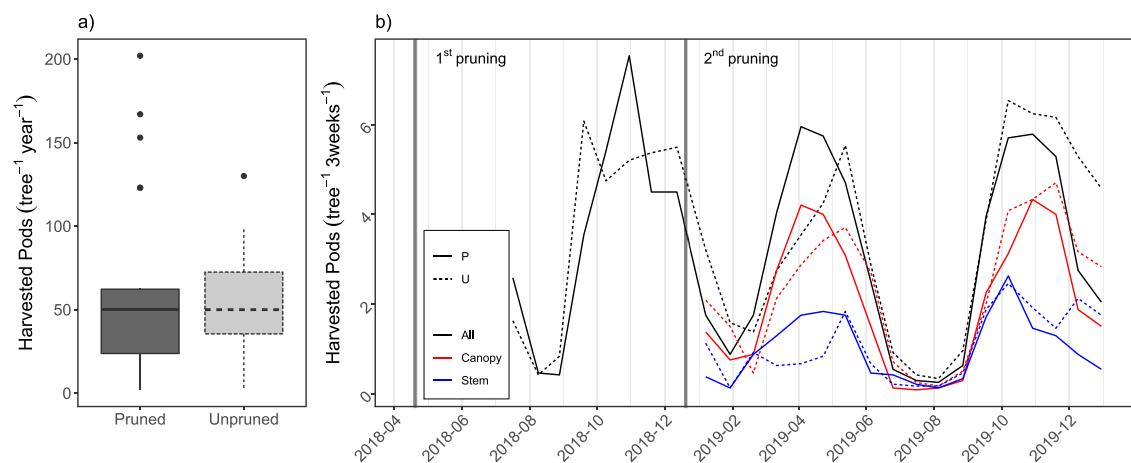 a)
Harvested Pods (tree⁻¹ year⁻¹)
200
150
100
50
0
Pruned
Unpruned
b)
Harvested Pods (tree⁻¹ 3weeks⁻¹)
6
4
2
0
1ˢᵗ pruning
2ⁿᵈ pruning
P
U
All
Canopy
Stem
2018-04
2018-06
2018-08
2018-10
2018-12
2019-02
2019-04
2019-06
2019-08
2019-10
2019-12